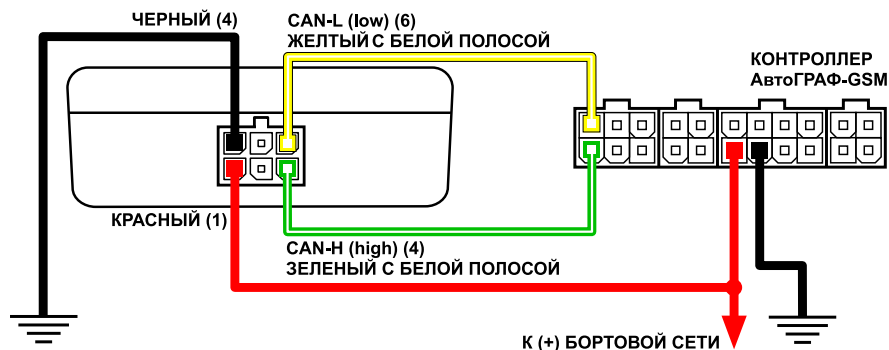 ЧЕРНЫЙ (4)
CAN-L (low) (6)
ЖЕЛТЫЙ С БЕЛОЙ ПОЛОСОЙ
КОНТРОЛЛЕР
АвтоГРАФ-GSM
КРАСНЫЙ (1)
CAN-H (high) (4)
ЗЕЛЕНЫЙ С БЕЛОЙ ПОЛОСОЙ
К (+) БОРТОВОЙ СЕТИ